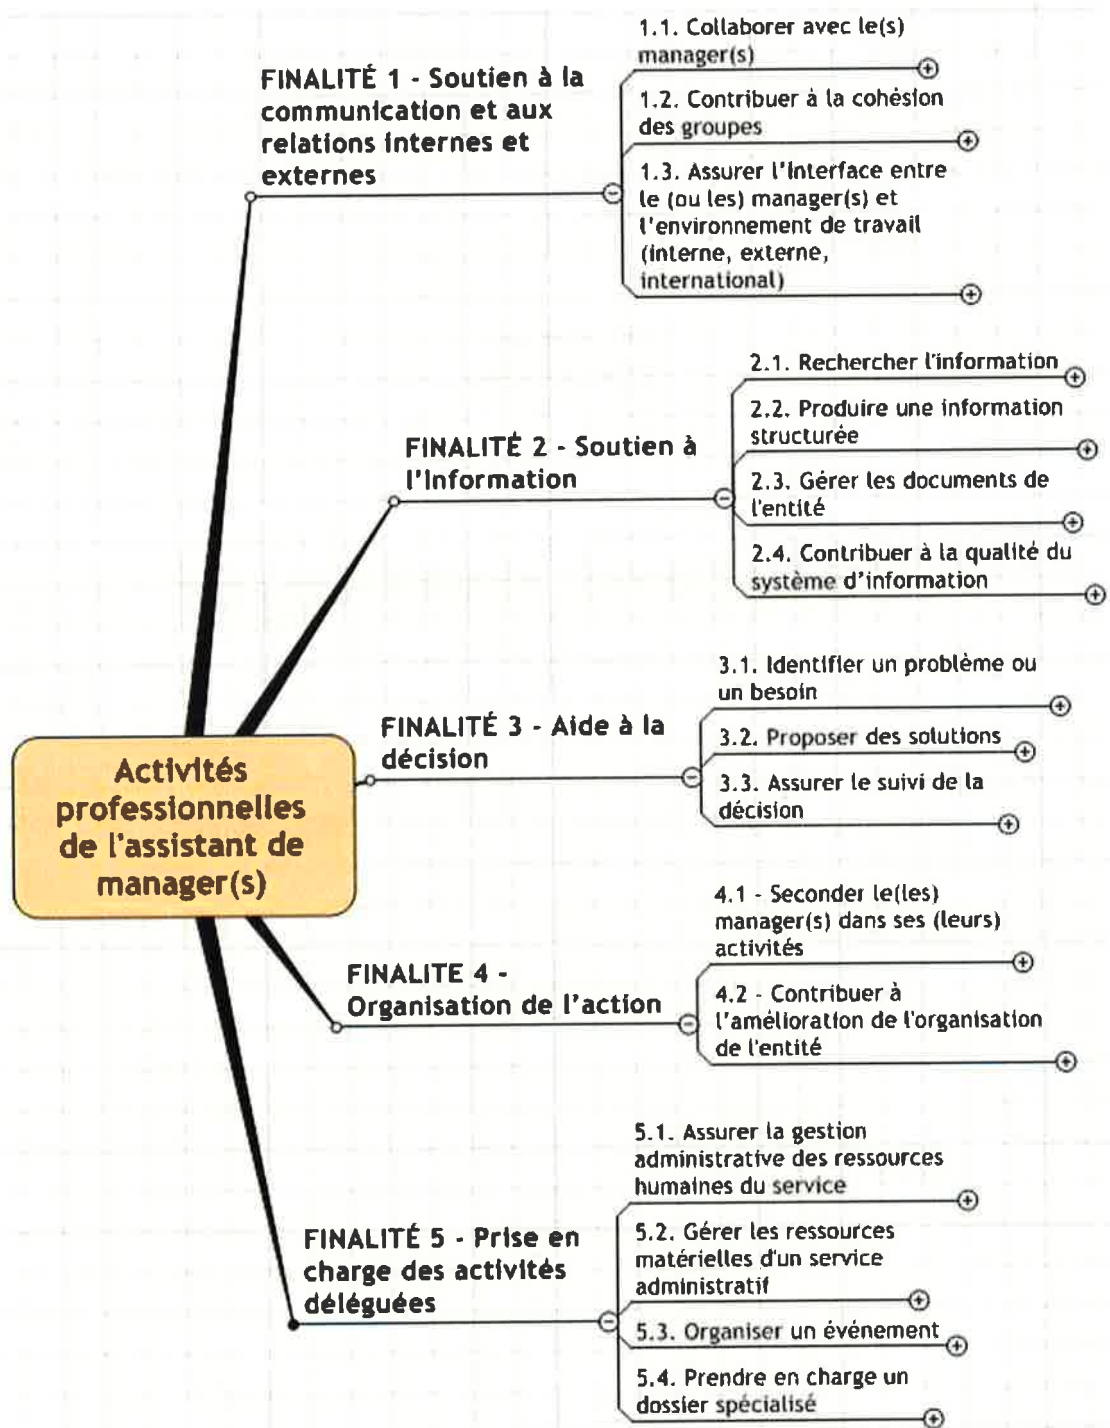 FINALITÉ 1 - Soutien à la
communication et aux
relations internes et
externes
1.1. Collaborer avec le(s)
manager(s)
1.2. Contribuer à la cohésion
des groupes
1.3. Assurer l'interface entre
le (ou les) manager(s) et
l'environnement de travail
(interne, externe,
international)
FINALITÉ 2 - Soutien à
l'Information
2.1. Rechercher l'information
2.2. Produire une information
structurée
2.3. Gérer les documents de
l'entité
2.4. Contribuer à la qualité du
système d'information
Activités
professionnelles
de l'assistant de
manager(s)
FINALITÉ 3 - Aide à la
décision
3.1. Identifier un problème ou
un besoin
3.2. Proposer des solutions
3.3. Assurer le suivi de la
décision
FINALITE 4 -
Organisation de l'action
4.1 - Seconder le(les)
manager(s) dans ses (leurs)
activités
4.2 - Contribuer à
l'amélioration de l'organisation
de l'entité
FINALITÉ 5 - Prise en
charge des activités
déléguées
5.1. Assurer la gestion
administrative des ressources
humaines du service
5.2. Gérer les ressources
matérielles d'un service
administratif
5.3. Organiser un événement
5.4. Prendre en charge un
dossier spécialisé